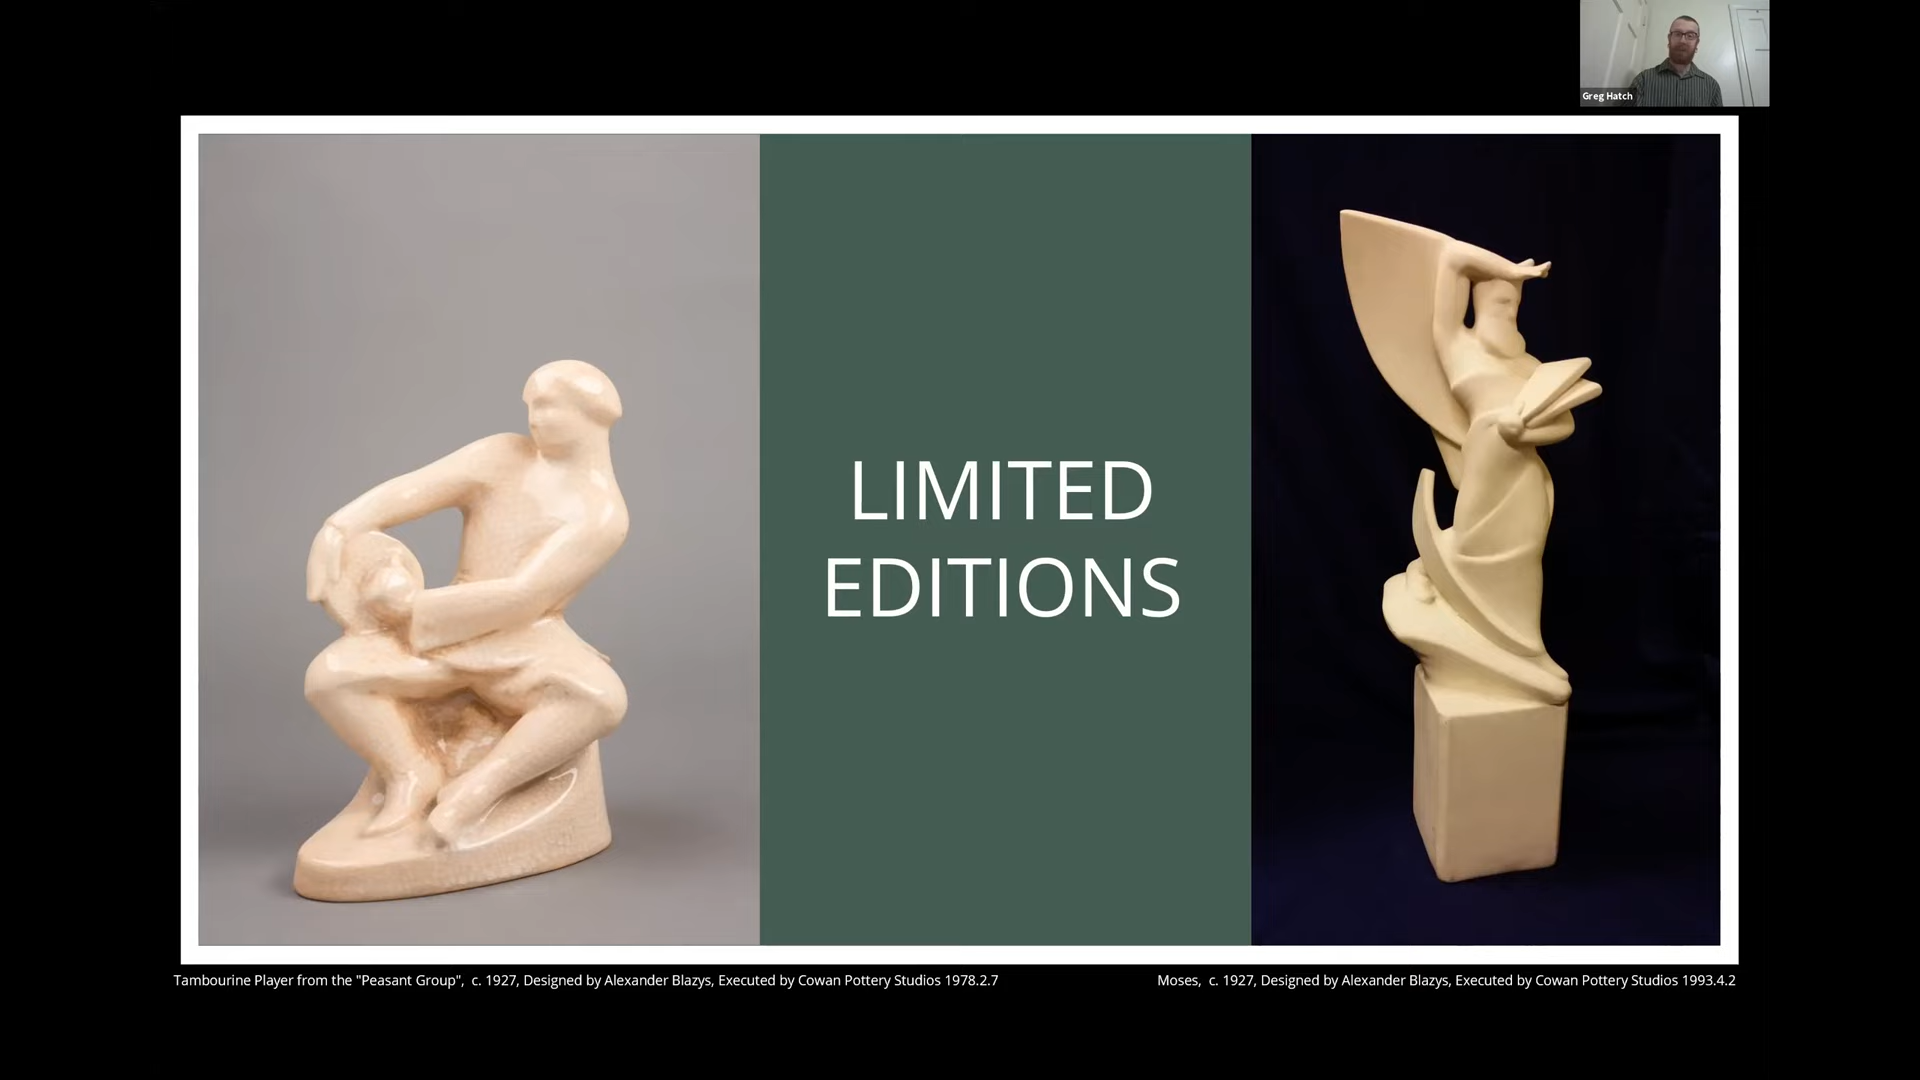 Greg Hatch
LIMITED
EDITIONS
Tambourine Player from the "Peasant Group",  c. 1927, Designed by Alexander Blazys, Executed by Cowan Pottery Studios 1978.2.7
Moses,  c. 1927, Designed by Alexander Blazys, Executed by Cowan Pottery Studios 1993.4.2